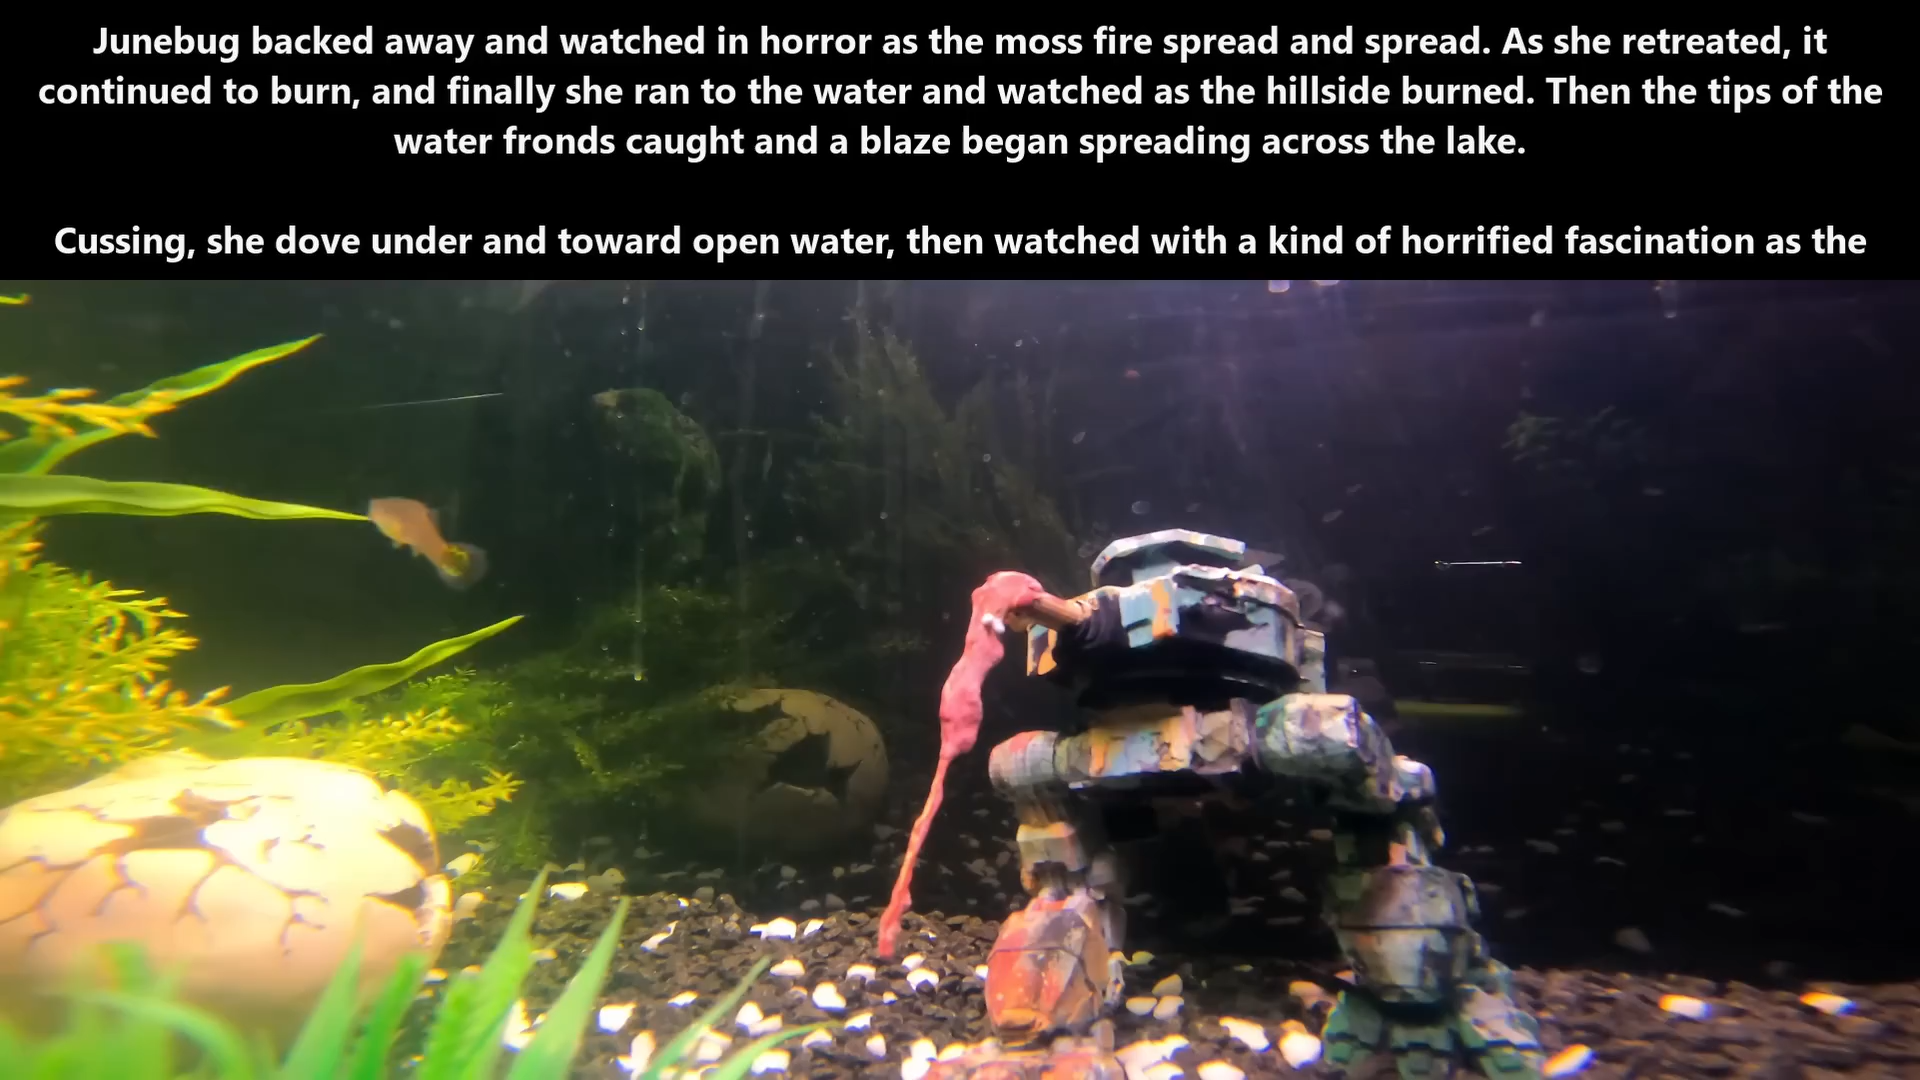 Junebug backed away and watched in horror as the moss fire spread and spread. As she retreated, it
continued to burn, and finally she ran to the water and watched as the hillside burned. Then the tips of the
water fronds caught and a blaze began spreading across the lake.
Cussing, she dove under and toward open water, then watched with a kind of horrified fascination as the